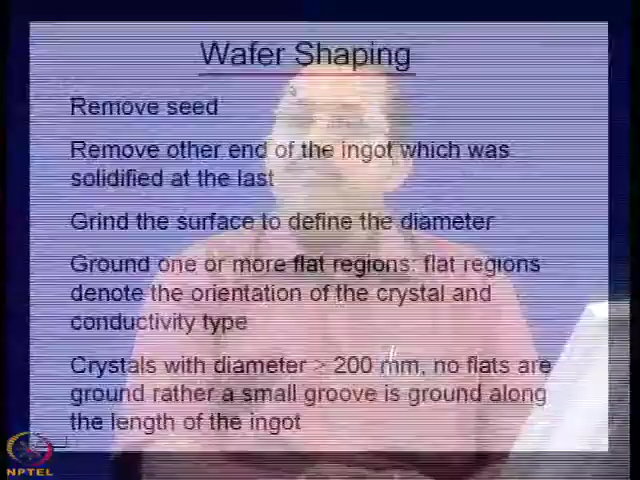 Wafer Shaping
Remove seed
Remove other end of the ingot which was
solidified at the last
Grind the surface to define the diameter
Ground one or more flat regions: flat regions
denote the orientation of the crystal and
conductivity type
Crystals with diameter ≥ 200 mm, no flats are
ground rather a small groove is ground along
the length of the ingot
NPTEL